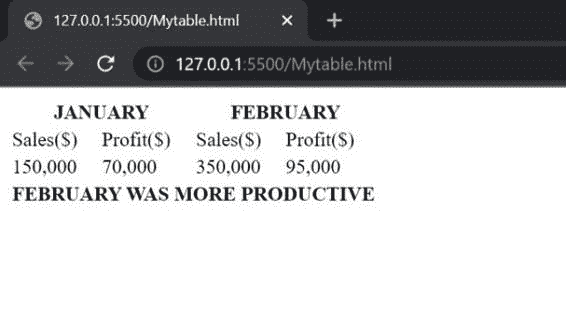 127.0.0.1:5500/Mytable.html
127.0.0.1:5500/Mytable.html
JANUARY FEBRUARY
Sales($) Profit($) Sales($) Profit($)
150,000 70,000 350,000 95,000
FEBRUARY WAS MORE PRODUCTIVE